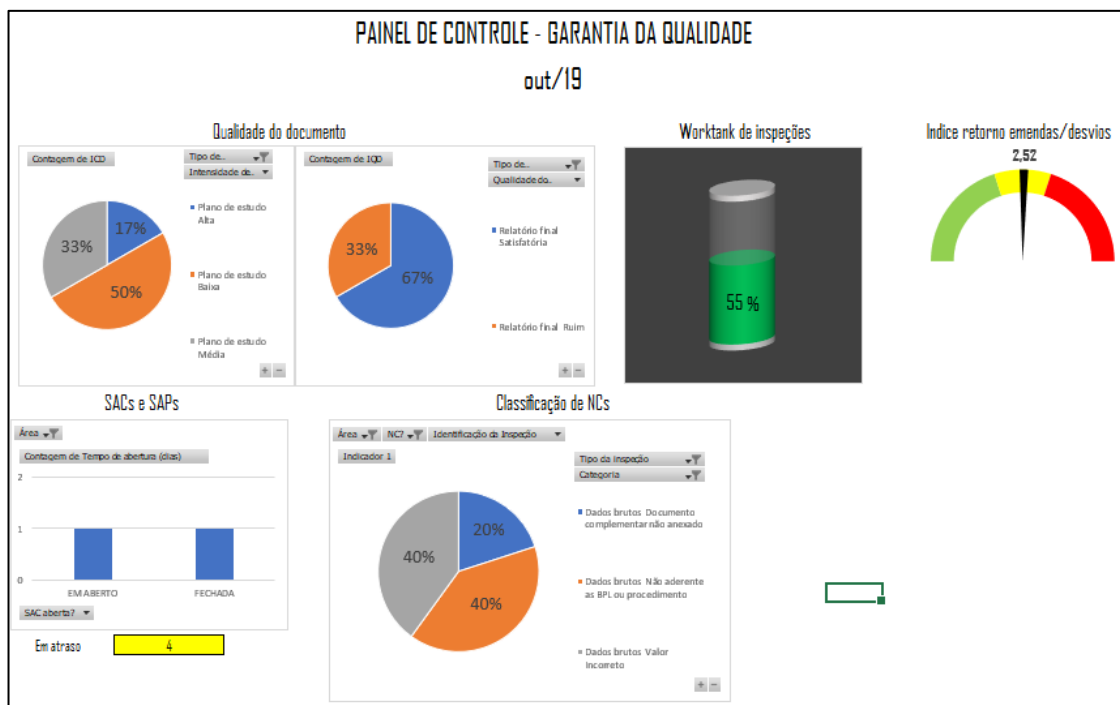 PAINEL DE CONTROLE - GARANTIA DA QUALIDADE
out/19
Qualidade do documento
Contagem de ICD
Tipo de..
Intensidade de..
17%
33%
50%
Plano de estudo
Alta
Plano de estudo
Baixa
Plano de estudo
Média
Contagem de IQD
Tipo de..
Qualidade do..
33%
67%
Relatório final
Satisfatória
Relatório final Ruim
Worktank de inspeções
55 %
Indice retorno emendas/desvios
2,52
SACs e SAPs
Área
Contagem de Tempo de abertura (dias)
2
1
0
EM ABERTO
FECHADA
SAC aberta?
Em atraso
4
Classificação de NCs
Área
NC?
Identificação da Inspeção
Indicador 1
Tipo da Inspeção
Categoria
20%
40%
40%
Dados brutos Documento
complementar não anexado
Dados brutos Não aderente
as BPL ou procedimento
Dados brutos Valor
Incorreto